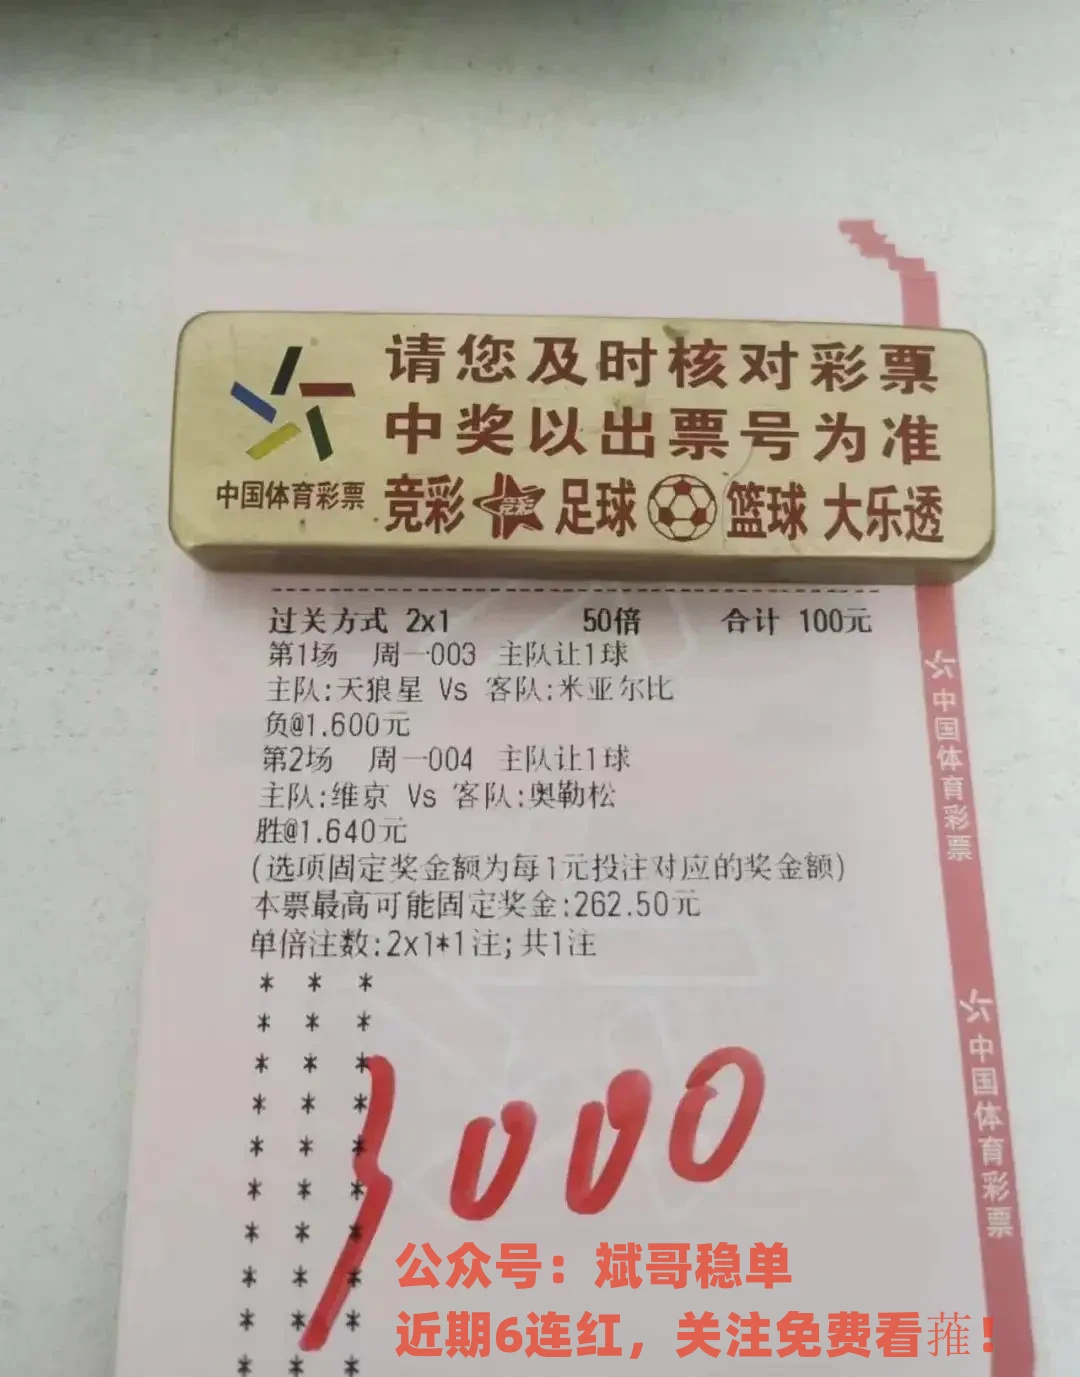 请您及时核对彩票
中奖以出票号为准
中国体育彩票
竞彩 竞彩 足球 篮球 大乐透
过关方式 2x1 50倍 合计 100元
第1场 周一003 主队让1球
主队:天狼星 Vs 客队:米亚尔比
负@1.600元
第2场 周一004 主队让1球
主队:维京 Vs 客队:奥勒松
胜@1.640元
(选项固定奖金额为每1元投注对应的奖金额)
本票最高可能固定奖金:262.50元
单倍注数:2x1*1注;共1注
* * *
* * *
* * *
* * *
* * *
* * *
* * *
* * *
* * *
* * *
3000
中国体育彩票
中国体育彩票
公众号：斌哥稳单
近期6连红，关注免费看蓷！